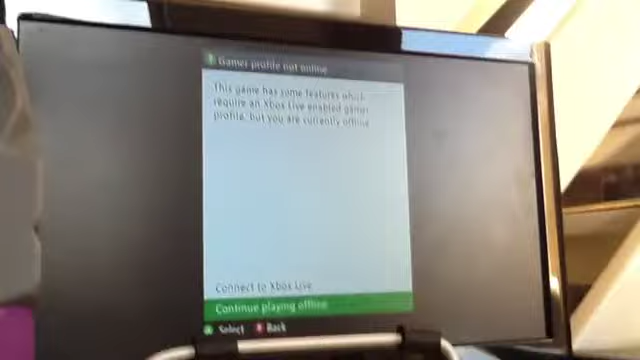 Gamer profile not online
This game has some features which
require an Xbox Live enabled gamer
profile, but you are currently offline
Connect to Xbox Live
Continue playing offline
A Select B Back